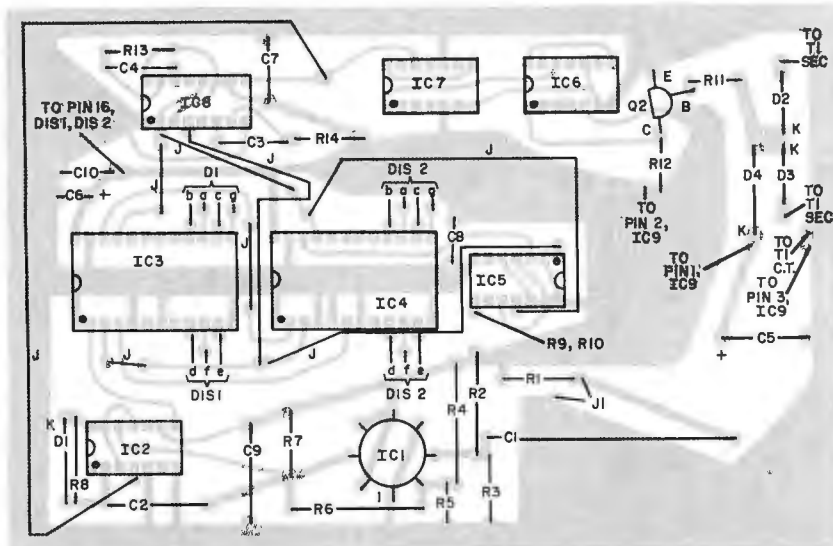 R13
C4
C7
TO PIN 16,
DIS1, DIS 2
IC8
IC7
IC6
E
Q2
B
C
R11
TO
T1
SEC
D2
K
C3
R14
J
J
J
J
R12
K
D4
D3
C10
C6 +
D1
b a c g
DIS 2
b a c g
C8
TO
PIN 2,
IC9
K
TO
T1
SEC
TO
PIN 1,
IC9
TO
T1
C.T.
TO
PIN 3,
IC9
IC3
J
IC4
IC5
R9, R10
+
C5
J
J
J
d f e
DIS1
d f e
DIS 2
R4
R2
R1
J1
K
D1
R8
IC2
C9
R7
IC1
1
C1
C2
R6
R5
R3